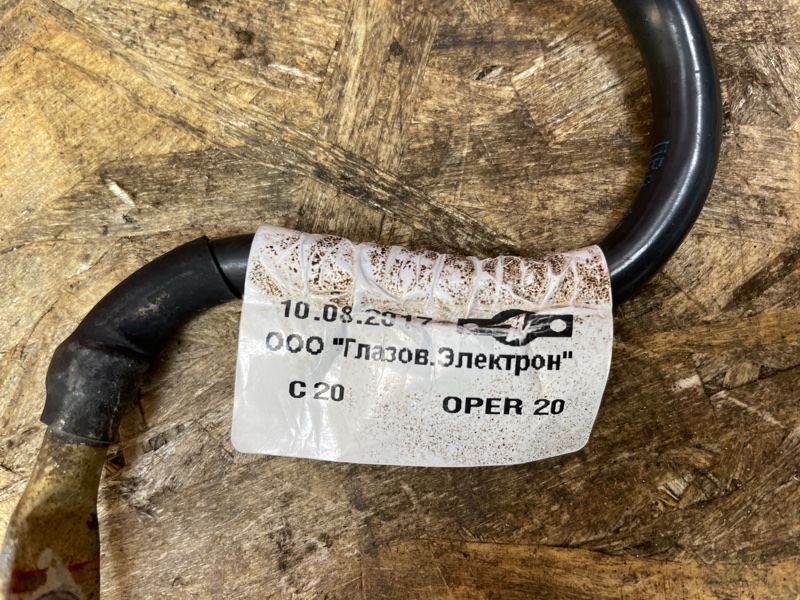 10.08.2017
ООО "Глазов.Электрон"
C 20 OPER 20